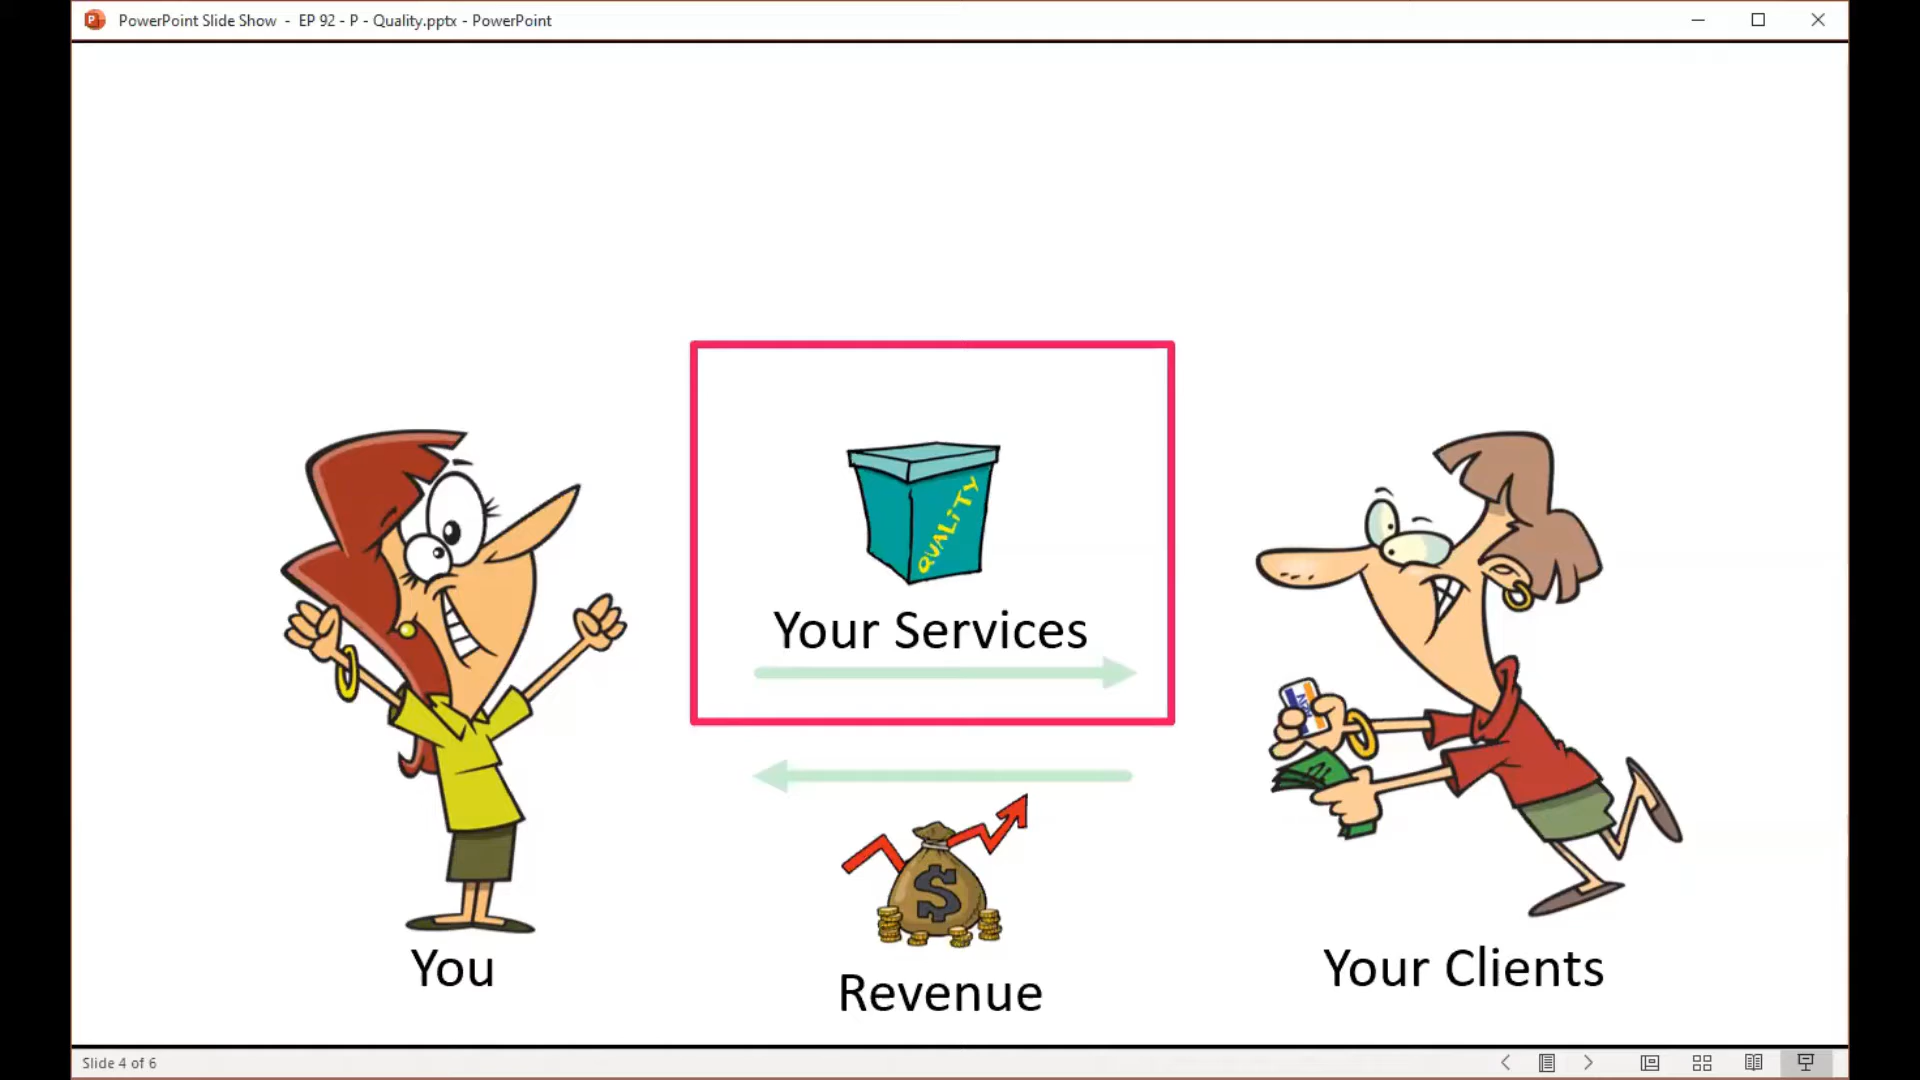 PowerPoint Slide Show - EP 92 - P - Quality.pptx - PowerPoint
QUALiTY
Your Services
$
You
Revenue
Your Clients
Slide 4 of 6